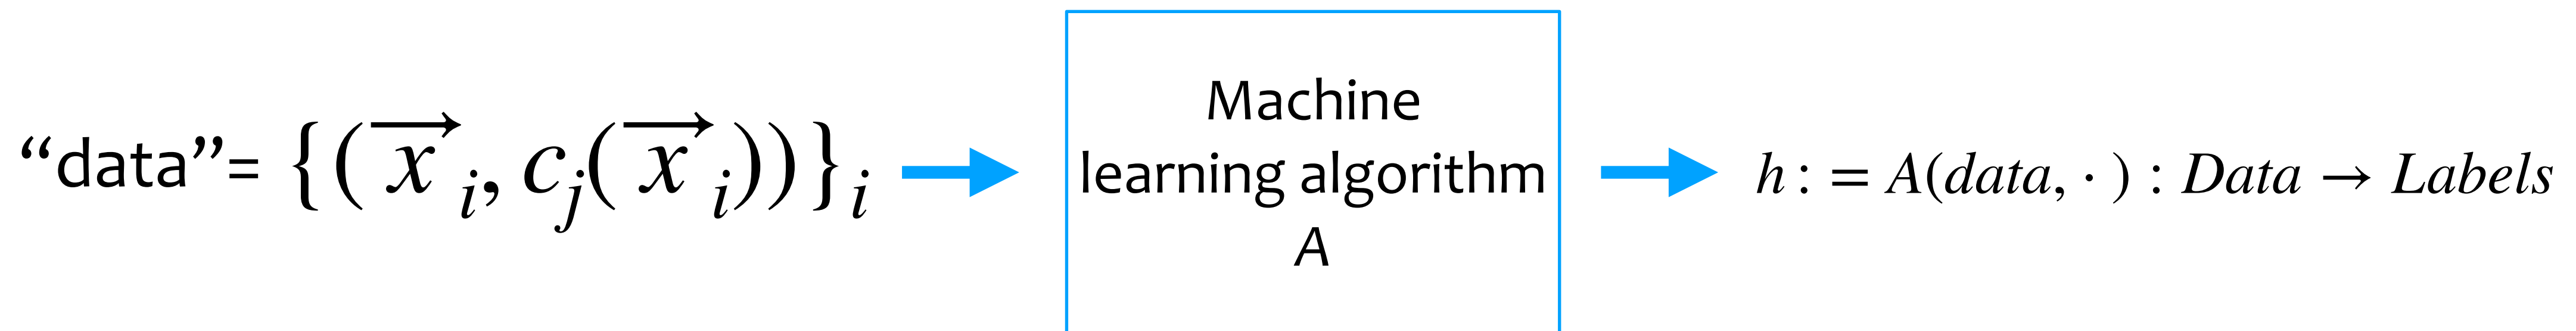 “data”= {(x⃗ᵢ, cⱼ(x⃗ᵢ))}ᵢ
Machine
learning algorithm
A
h : = A(data, · ) : Data → Labels